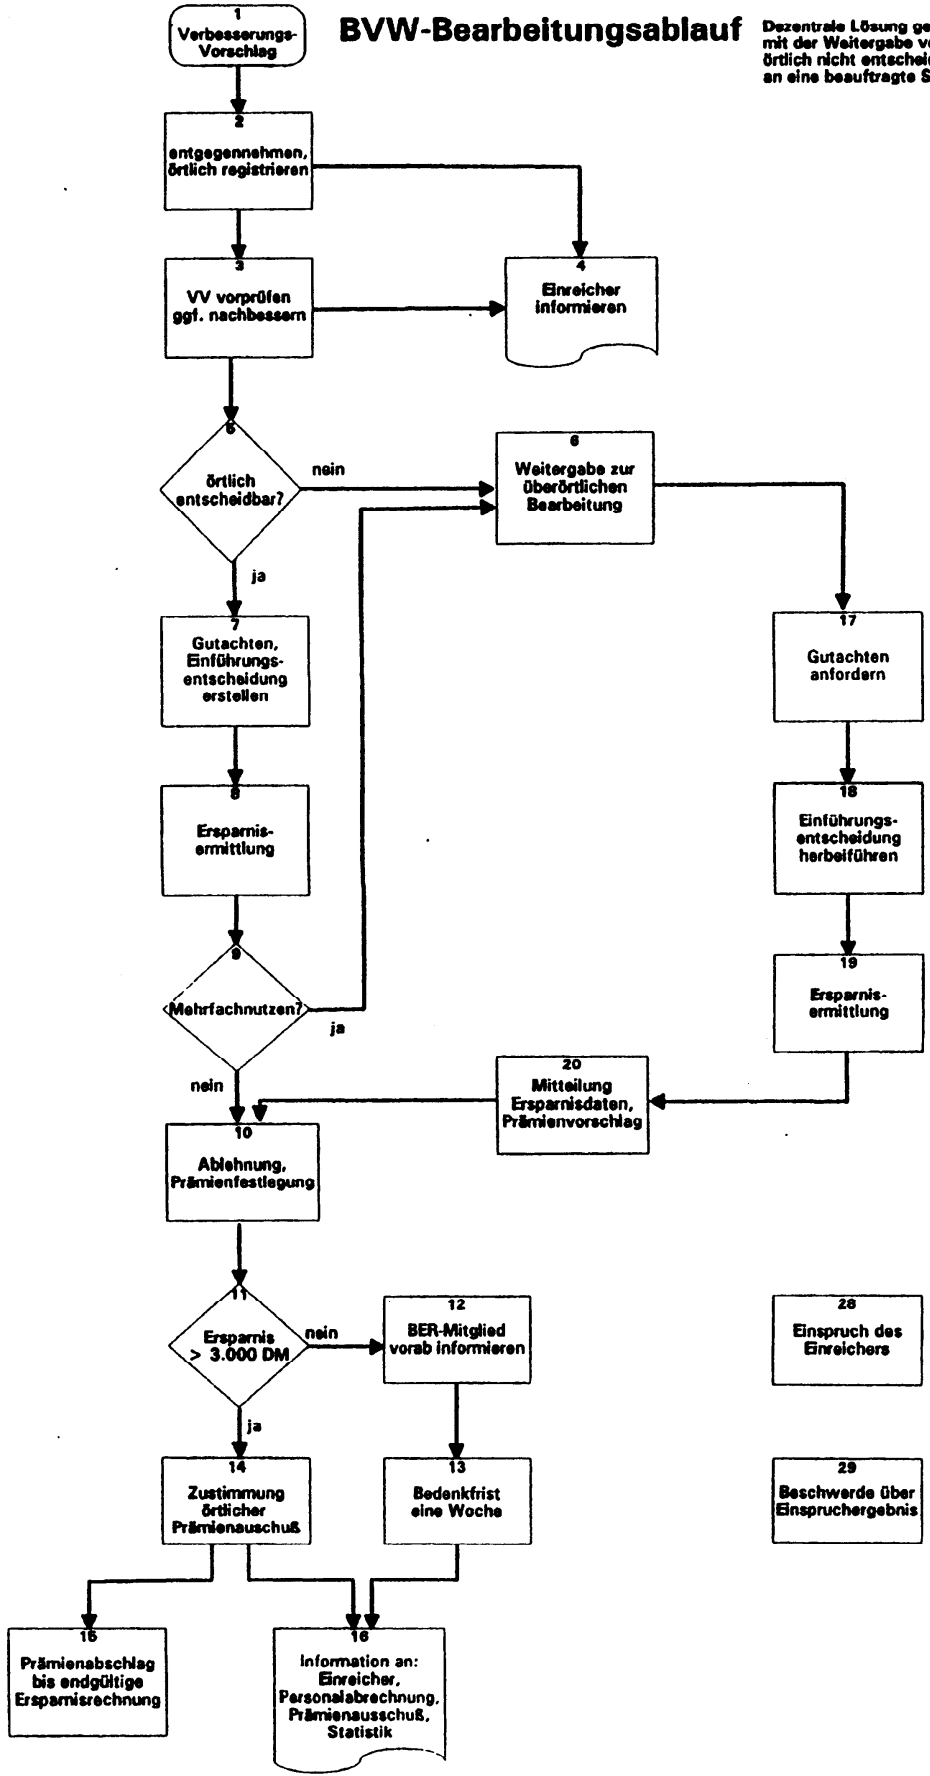 BVW-Bearbeitungsablauf
Dezentrale Lösung
mit der Weitergabe
örtlich nicht
an eine beauftragte
1
Verbesserungs-
Vorschlag
2
entgegennehmen,
örtlich registrieren
3
VV vorprüfen
ggf. nachbessern
4
Einreicher
informieren
5
örtlich
entscheidbar?
nein
ja
6
Weitergabe zur
überörtlichen
Bearbeitung
7
Gutachten,
Einführungs-
entscheidung
erstellen
17
Gutachten
anfordern
8
Ersparnis-
ermittlung
18
Einführungs-
entscheidung
herbeiführen
9
Mehrfachnutzen?
ja
nein
19
Ersparnis-
ermittlung
20
Mitteilung
Ersparnisdaten,
Prämienvorschlag
10
Ablehnung,
Prämienfestlegung
11
Ersparnis
> 3.000 DM
nein
ja
12
BER-Mitglied
vorab informieren
28
Einspruch des
Einreichers
14
Zustimmung
örtlicher
Prämienauschuß
13
Bedenkfrist
eine Woche
29
Beschwerde über
Einspruchergebnis
15
Prämienabschlag
bis endgültige
Ersparnisrechnung
16
Information an:
Einreicher,
Personalabrechnung,
Prämienausschuß,
Statistik